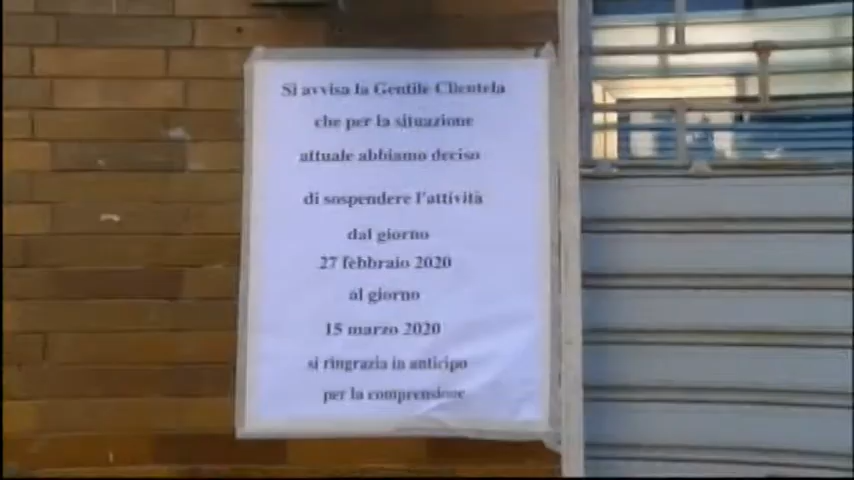 Si avvisa la Gentile Clientela
che per la situazione
attuale abbiamo deciso
di sospendere l'attività
dal giorno
27 febbraio 2020
al giorno
15 marzo 2020
si ringrazia in anticipo
per la comprensione